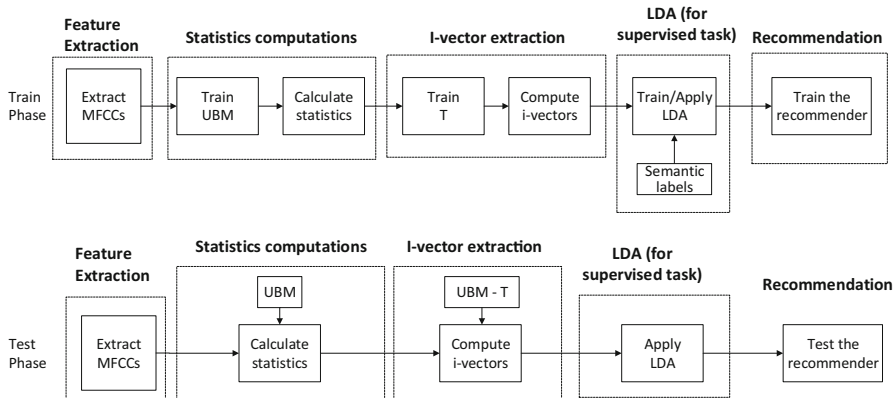 Feature
Extraction
Statistics computations
I-vector extraction
LDA (for
supervised task)
Recommendation
Train
Phase
Extract
MFCCs
Train
UBM
Calculate
statistics
Train
T
Compute
i-vectors
Train/Apply
LDA
Train the
recommender
Semantic
labels
Feature
Extraction
Statistics computations
I-vector extraction
LDA (for
supervised task)
Recommendation
UBM
UBM - T
Test
Phase
Extract
MFCCs
Calculate
statistics
Compute
i-vectors
Apply
LDA
Test the
recommender